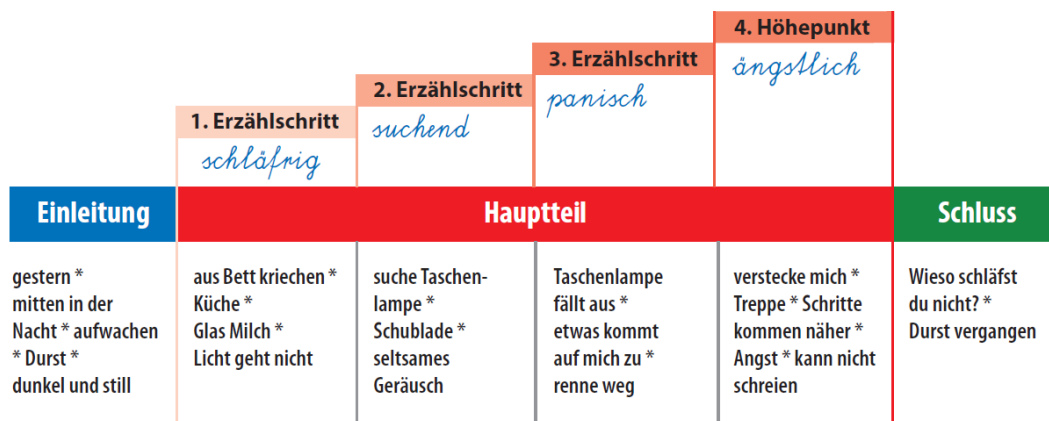 4. Höhepunkt
ängstlich
3. Erzählschritt
panisch
2. Erzählschritt
suchend
1. Erzählschritt
schläfrig
Einleitung
Hauptteil
Schluss
gestern *
mitten in der
Nacht * aufwachen
* Durst *
dunkel und still
aus Bett kriechen *
Küche *
Glas Milch *
Licht geht nicht
suche Taschen-
lampe *
Schublade *
seltsames
Geräusch
Taschenlampe
fällt aus *
etwas kommt
auf mich zu *
renne weg
verstecke mich *
Treppe * Schritte
kommen näher *
Angst * kann nicht
schreien
Wieso schläfst
du nicht? *
Durst vergangen